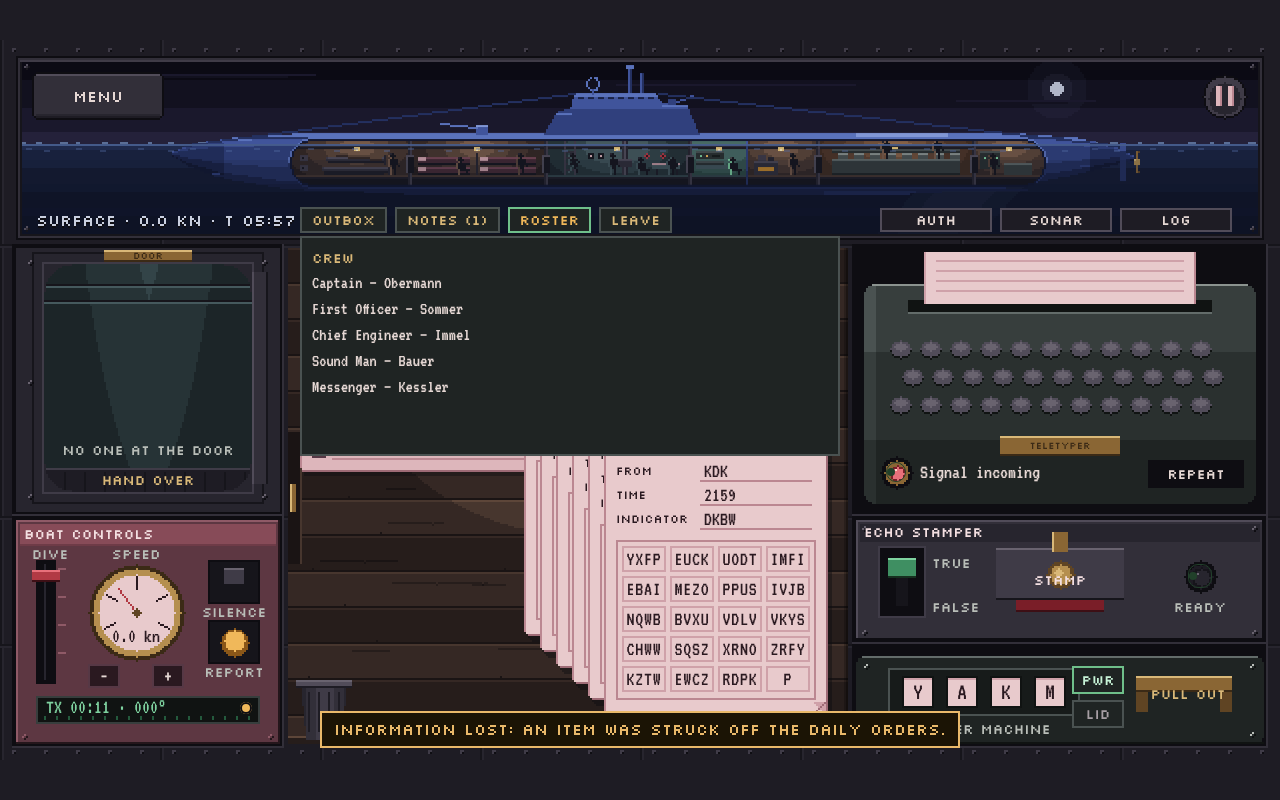 MENU
SURFACE · 0.0 KN · T 05:57
OUTBOX
NOTES (1)
ROSTER
LEAVE
AUTH
SONAR
LOG
DOOR
NO ONE AT THE DOOR
HAND OVER
CREW
Captain – Obermann
First Officer – Sommer
Chief Engineer – Immel
Sound Man – Bauer
Messenger – Kessler
FROM KDK
TIME 2159
INDICATOR DKBW
YXFP EUCK UODT IMFI
EBAI MEZO PPUS IVJB
NQWB BVXU VDLV VKYS
CHWW SQSZ XRNO ZRFY
KZTW EWCZ RDPK P
TELETYPER
Signal incoming
REPEAT
BOAT CONTROLS
DIVE
SPEED
0.0 kn
-
+
SILENCE
REPORT
TX 00:11 · 000°
ECHO STAMPER
TRUE
FALSE
STAMP
READY
Y A K M
PWR
LID
PULL OUT
ER MACHINE
INFORMATION LOST: AN ITEM WAS STRUCK OFF THE DAILY ORDERS.